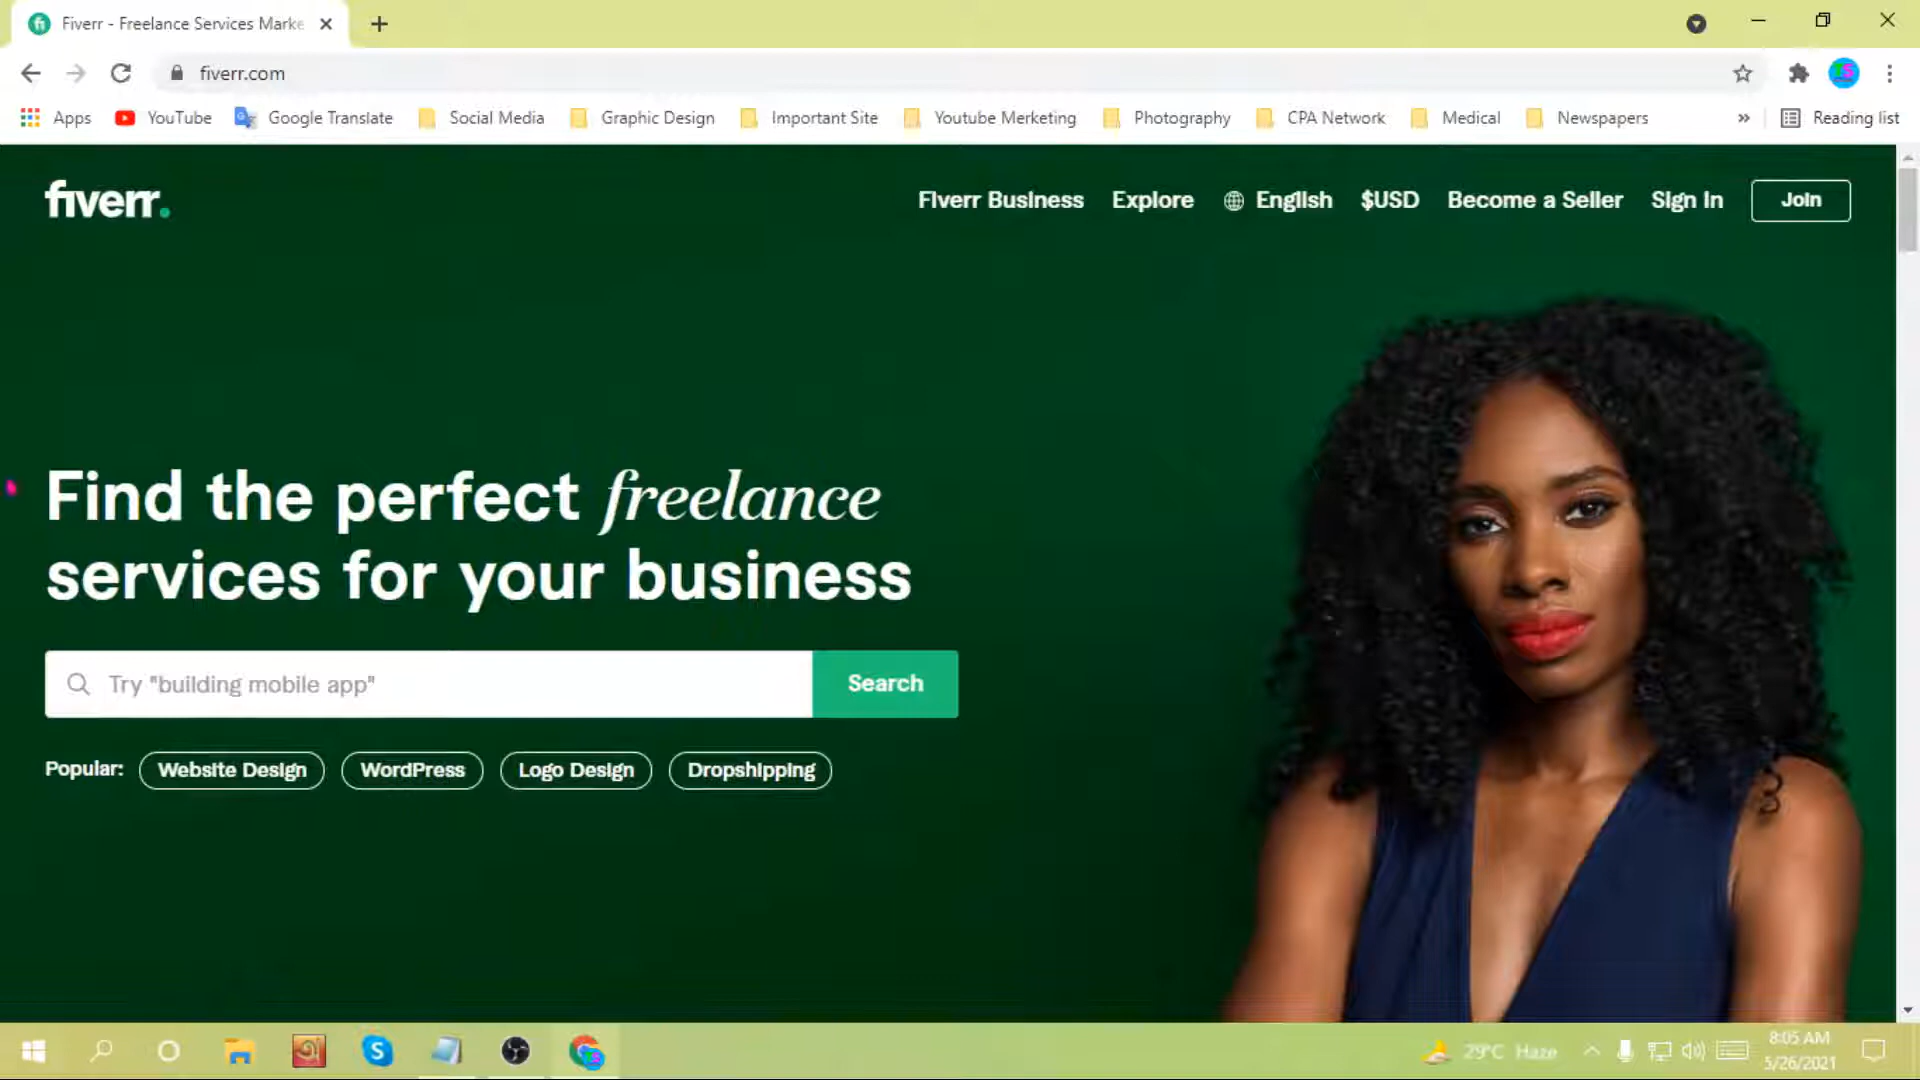 Fiverr - Freelance Services Marke
fiverr.com
Apps YouTube Google Translate Social Media Graphic Design Important Site Youtube Merketing Photography CPA Network Medical Newspapers » Reading list
fiverr.
Fiverr Business Explore English $USD Become a Seller Sign In Join
Find the perfect freelance
services for your business
Try "building mobile app" Search
Popular: Website Design WordPress Logo Design Dropshipping
29°C Haze
8:05 AM
5/26/2021